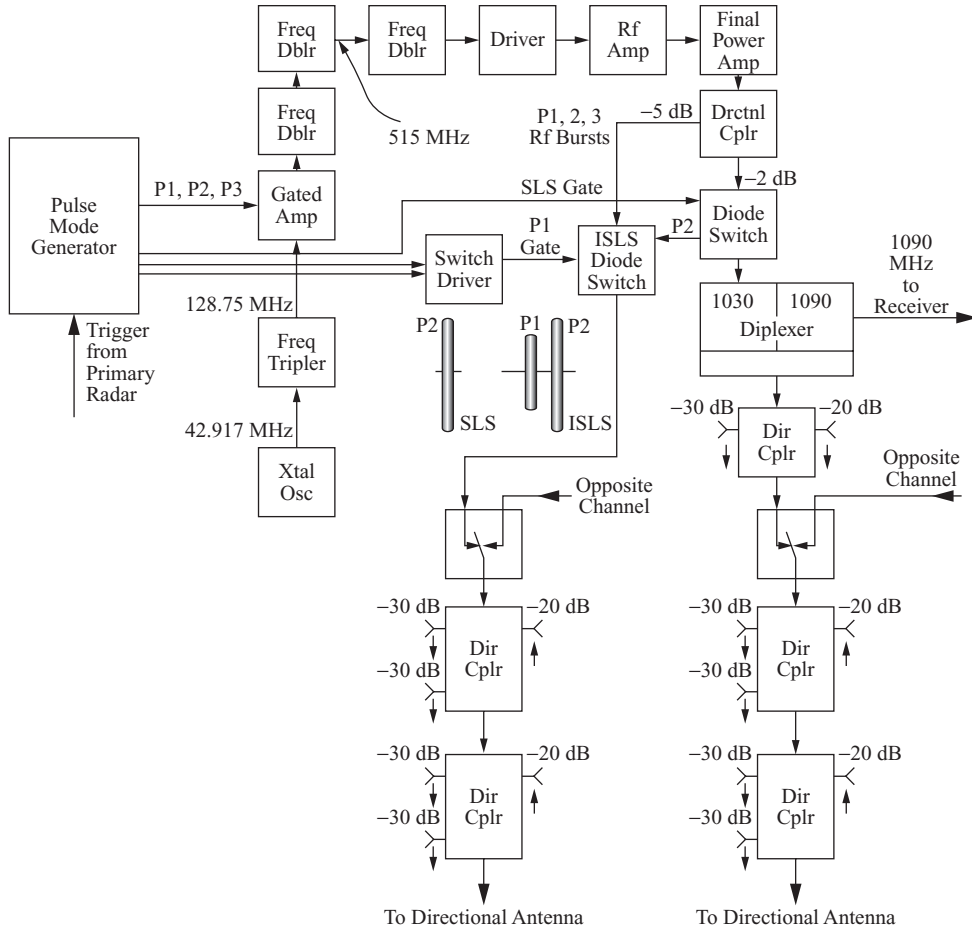 Freq
Dblr
Freq
Dblr
Driver
Rf
Amp
Final
Power
Amp
Freq
Dblr
515 MHz
P1, 2, 3
Rf Bursts
−5 dB
Drctnl
Cplr
−2 dB
Pulse
Mode
Generator
P1, P2, P3
Gated
Amp
SLS Gate
Diode
Switch
P2
P1
Gate
ISLS
Diode
Switch
Switch
Driver
1090
MHz
to
Receiver
1030
1090
Diplexer
128.75 MHz
Trigger
from
Primary
Radar
Freq
Tripler
P2
SLS
P1
P2
ISLS
42.917 MHz
Xtal
Osc
−30 dB
−20 dB
Dir
Cplr
Opposite
Channel
Opposite
Channel
−30 dB
−20 dB
Dir
Cplr
−30 dB
−30 dB
−20 dB
Dir
Cplr
−30 dB
−30 dB
−20 dB
Dir
Cplr
−30 dB
−30 dB
−20 dB
Dir
Cplr
−30 dB
To Directional Antenna
To Directional Antenna